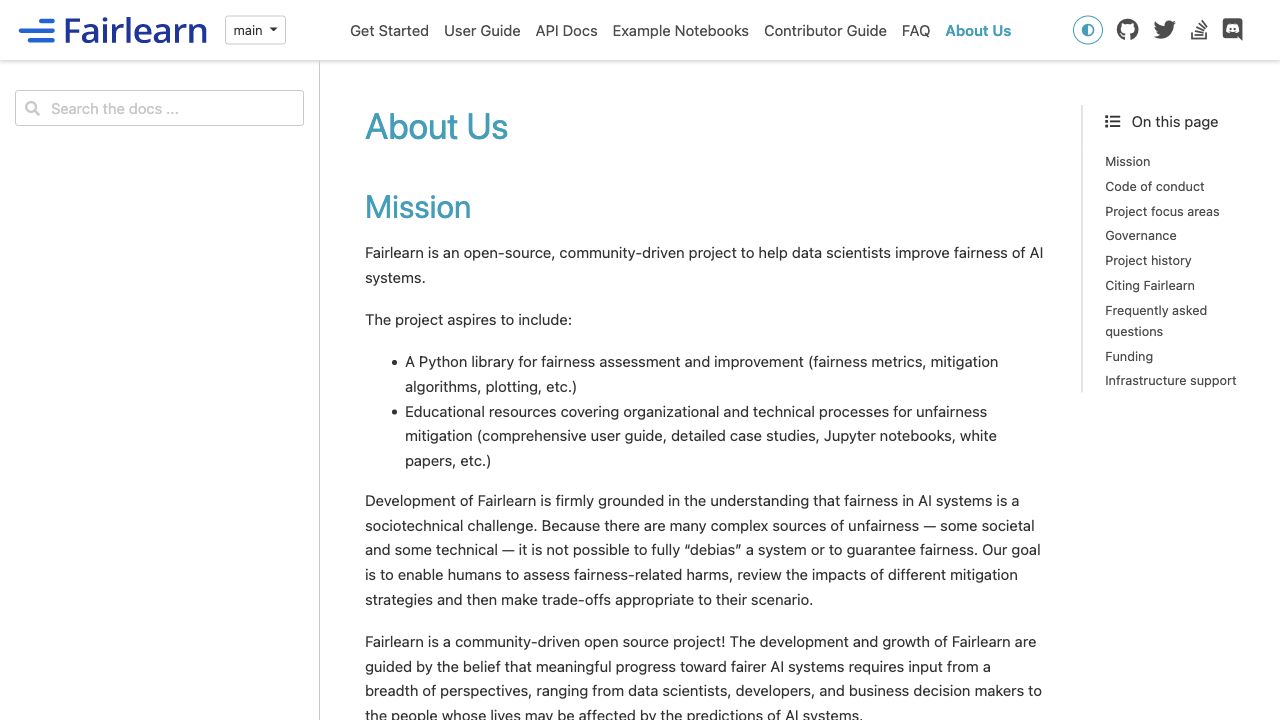 Fairlearn
main
Get Started
User Guide
API Docs
Example Notebooks
Contributor Guide
FAQ
About Us
Search the docs ...
About Us
Mission
Fairlearn is an open-source, community-driven project to help data scientists improve fairness of AI
systems.
The project aspires to include:
• A Python library for fairness assessment and improvement (fairness metrics, mitigation
algorithms, plotting, etc.)
• Educational resources covering organizational and technical processes for unfairness
mitigation (comprehensive user guide, detailed case studies, Jupyter notebooks, white
papers, etc.)
Development of Fairlearn is firmly grounded in the understanding that fairness in AI systems is a
sociotechnical challenge. Because there are many complex sources of unfairness — some societal
and some technical — it is not possible to fully “debias” a system or to guarantee fairness. Our goal
is to enable humans to assess fairness-related harms, review the impacts of different mitigation
strategies and then make trade-offs appropriate to their scenario.
Fairlearn is a community-driven open source project! The development and growth of Fairlearn are
guided by the belief that meaningful progress toward fairer AI systems requires input from a
breadth of perspectives, ranging from data scientists, developers, and business decision makers to
the people whose lives may be affected by the predictions of AI systems.
On this page
Mission
Code of conduct
Project focus areas
Governance
Project history
Citing Fairlearn
Frequently asked
questions
Funding
Infrastructure support